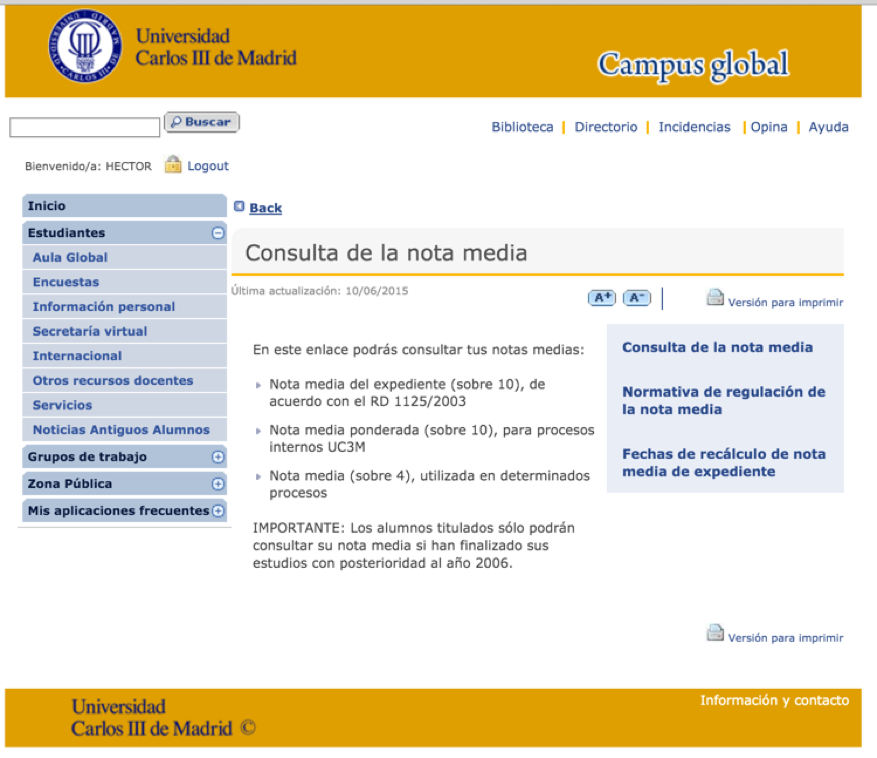 Universidad
Carlos III de Madrid
Campus global
Buscar
Biblioteca | Directorio | Incidencias | Opina | Ayuda
Bienvenido/a: HECTOR Logout
Inicio
Estudiantes
Aula Global
Encuestas
Información personal
Secretaría virtual
Internacional
Otros recursos docentes
Servicios
Noticias Antiguos Alumnos
Grupos de trabajo
Zona Pública
Mis aplicaciones frecuentes
Back
Consulta de la nota media
Última actualización: 10/06/2015
A+ A-
Versión para imprimir
En este enlace podrás consultar tus notas medias:
Nota media del expediente (sobre 10), de
acuerdo con el RD 1125/2003
Nota media ponderada (sobre 10), para procesos
internos UC3M
Nota media (sobre 4), utilizada en determinados
procesos
IMPORTANTE: Los alumnos titulados sólo podrán
consultar su nota media si han finalizado sus
estudios con posterioridad al año 2006.
Consulta de la nota media
Normativa de regulación de
la nota media
Fechas de recálculo de nota
media de expediente
Versión para imprimir
Universidad
Carlos III de Madrid ©
Información y contacto